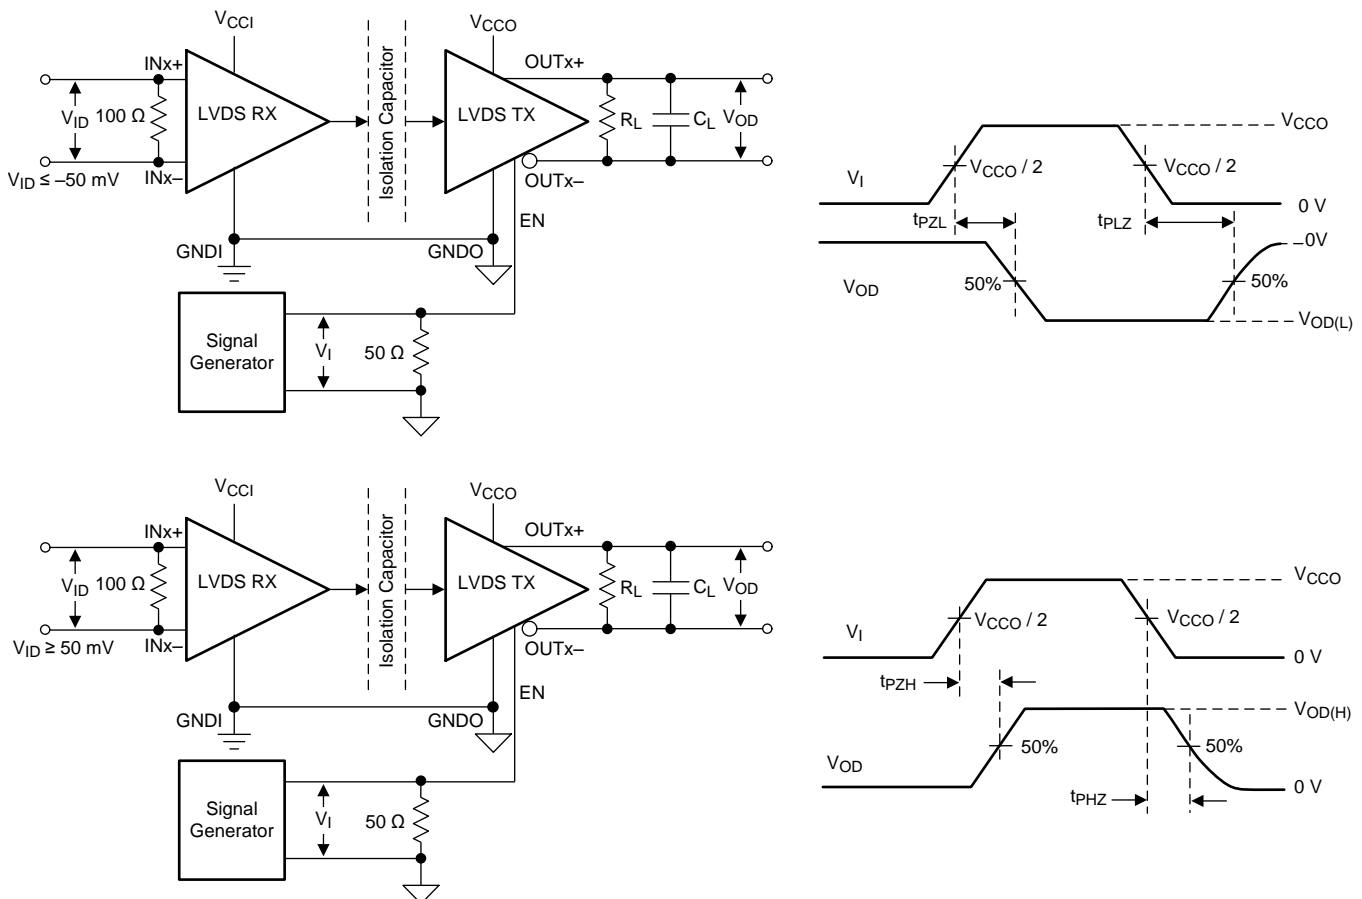 VCCI
VCCO
INx+
OUTx+
VID
100 Ω
LVDS RX
Isolation Capacitor
LVDS TX
RL
CL
VOD
VID ≤ –50 mV
INx–
OUTx–
EN
GNDI
GNDO
Signal
Generator
VI
50 Ω
VCCO
VCCO / 2
VCCO / 2
VI
0 V
tPZL
tPLZ
0V
VOD
50%
50%
VOD(L)
VCCI
VCCO
INx+
OUTx+
VID
100 Ω
LVDS RX
Isolation Capacitor
LVDS TX
RL
CL
VOD
VID ≥ 50 mV
INx–
OUTx–
EN
GNDI
GNDO
Signal
Generator
VI
50 Ω
VCCO
VCCO / 2
VCCO / 2
VI
0 V
tPZH
VOD(H)
50%
50%
VOD
0 V
tPHZ